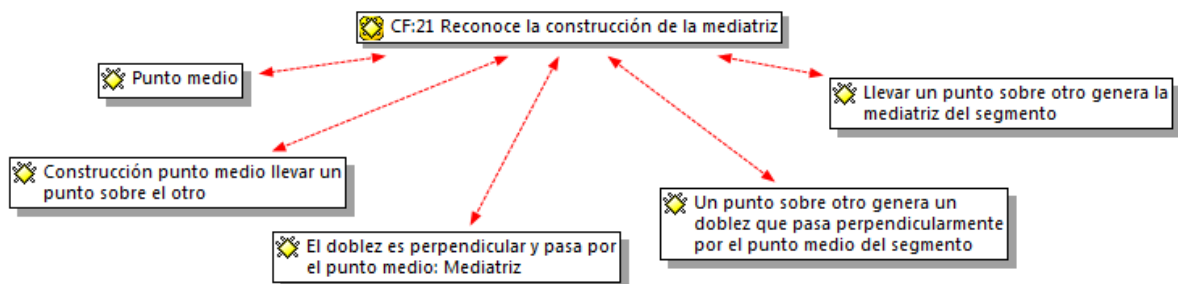 CF:21 Reconoce la construcción de la mediatriz
Punto medio
Llevar un punto sobre otro genera la
mediatriz del segmento
Construcción punto medio llevar un
punto sobre el otro
Un punto sobre otro genera un
doblez que pasa perpendicularmente
por el punto medio del segmento
El doblez es perpendicular y pasa por
el punto medio: Mediatriz